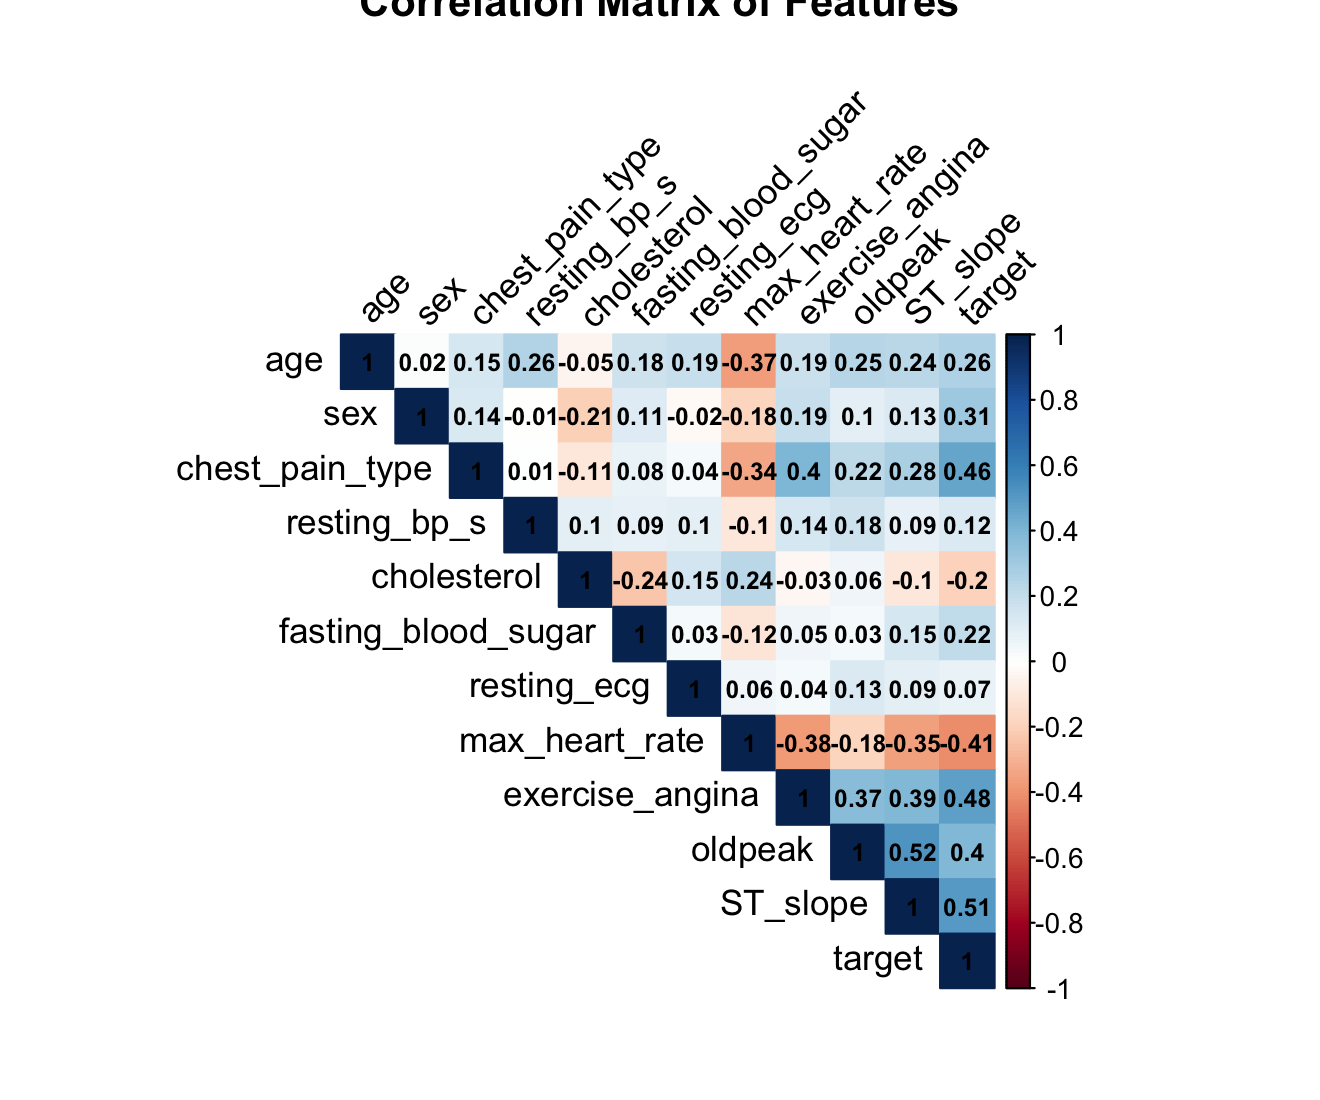 Correlation Matrix of Features
age
sex
chest_pain_type
resting_bp_s
cholesterol
fasting_blood_sugar
resting_ecg
max_heart_rate
exercise_angina
oldpeak
ST_slope
target
age 1 0.02 0.15 0.26 -0.05 0.18 0.19 -0.37 0.19 0.25 0.24 0.26
sex 1 0.14 -0.01 -0.21 0.11 -0.02 -0.18 0.19 0.1 0.13 0.31
chest_pain_type 1 0.01 -0.11 0.08 0.04 -0.34 0.4 0.22 0.28 0.46
resting_bp_s 1 0.1 0.09 0.1 -0.1 0.14 0.18 0.09 0.12
cholesterol 1 -0.24 0.15 0.24 -0.03 0.06 -0.1 -0.2
fasting_blood_sugar 1 0.03 -0.12 0.05 0.03 0.15 0.22
resting_ecg 1 0.06 0.04 0.13 0.09 0.07
max_heart_rate 1 -0.38 -0.18 -0.35 -0.41
exercise_angina 1 0.37 0.39 0.48
oldpeak 1 0.52 0.4
ST_slope 1 0.51
target 1
1
0.8
0.6
0.4
0.2
0
-0.2
-0.4
-0.6
-0.8
-1